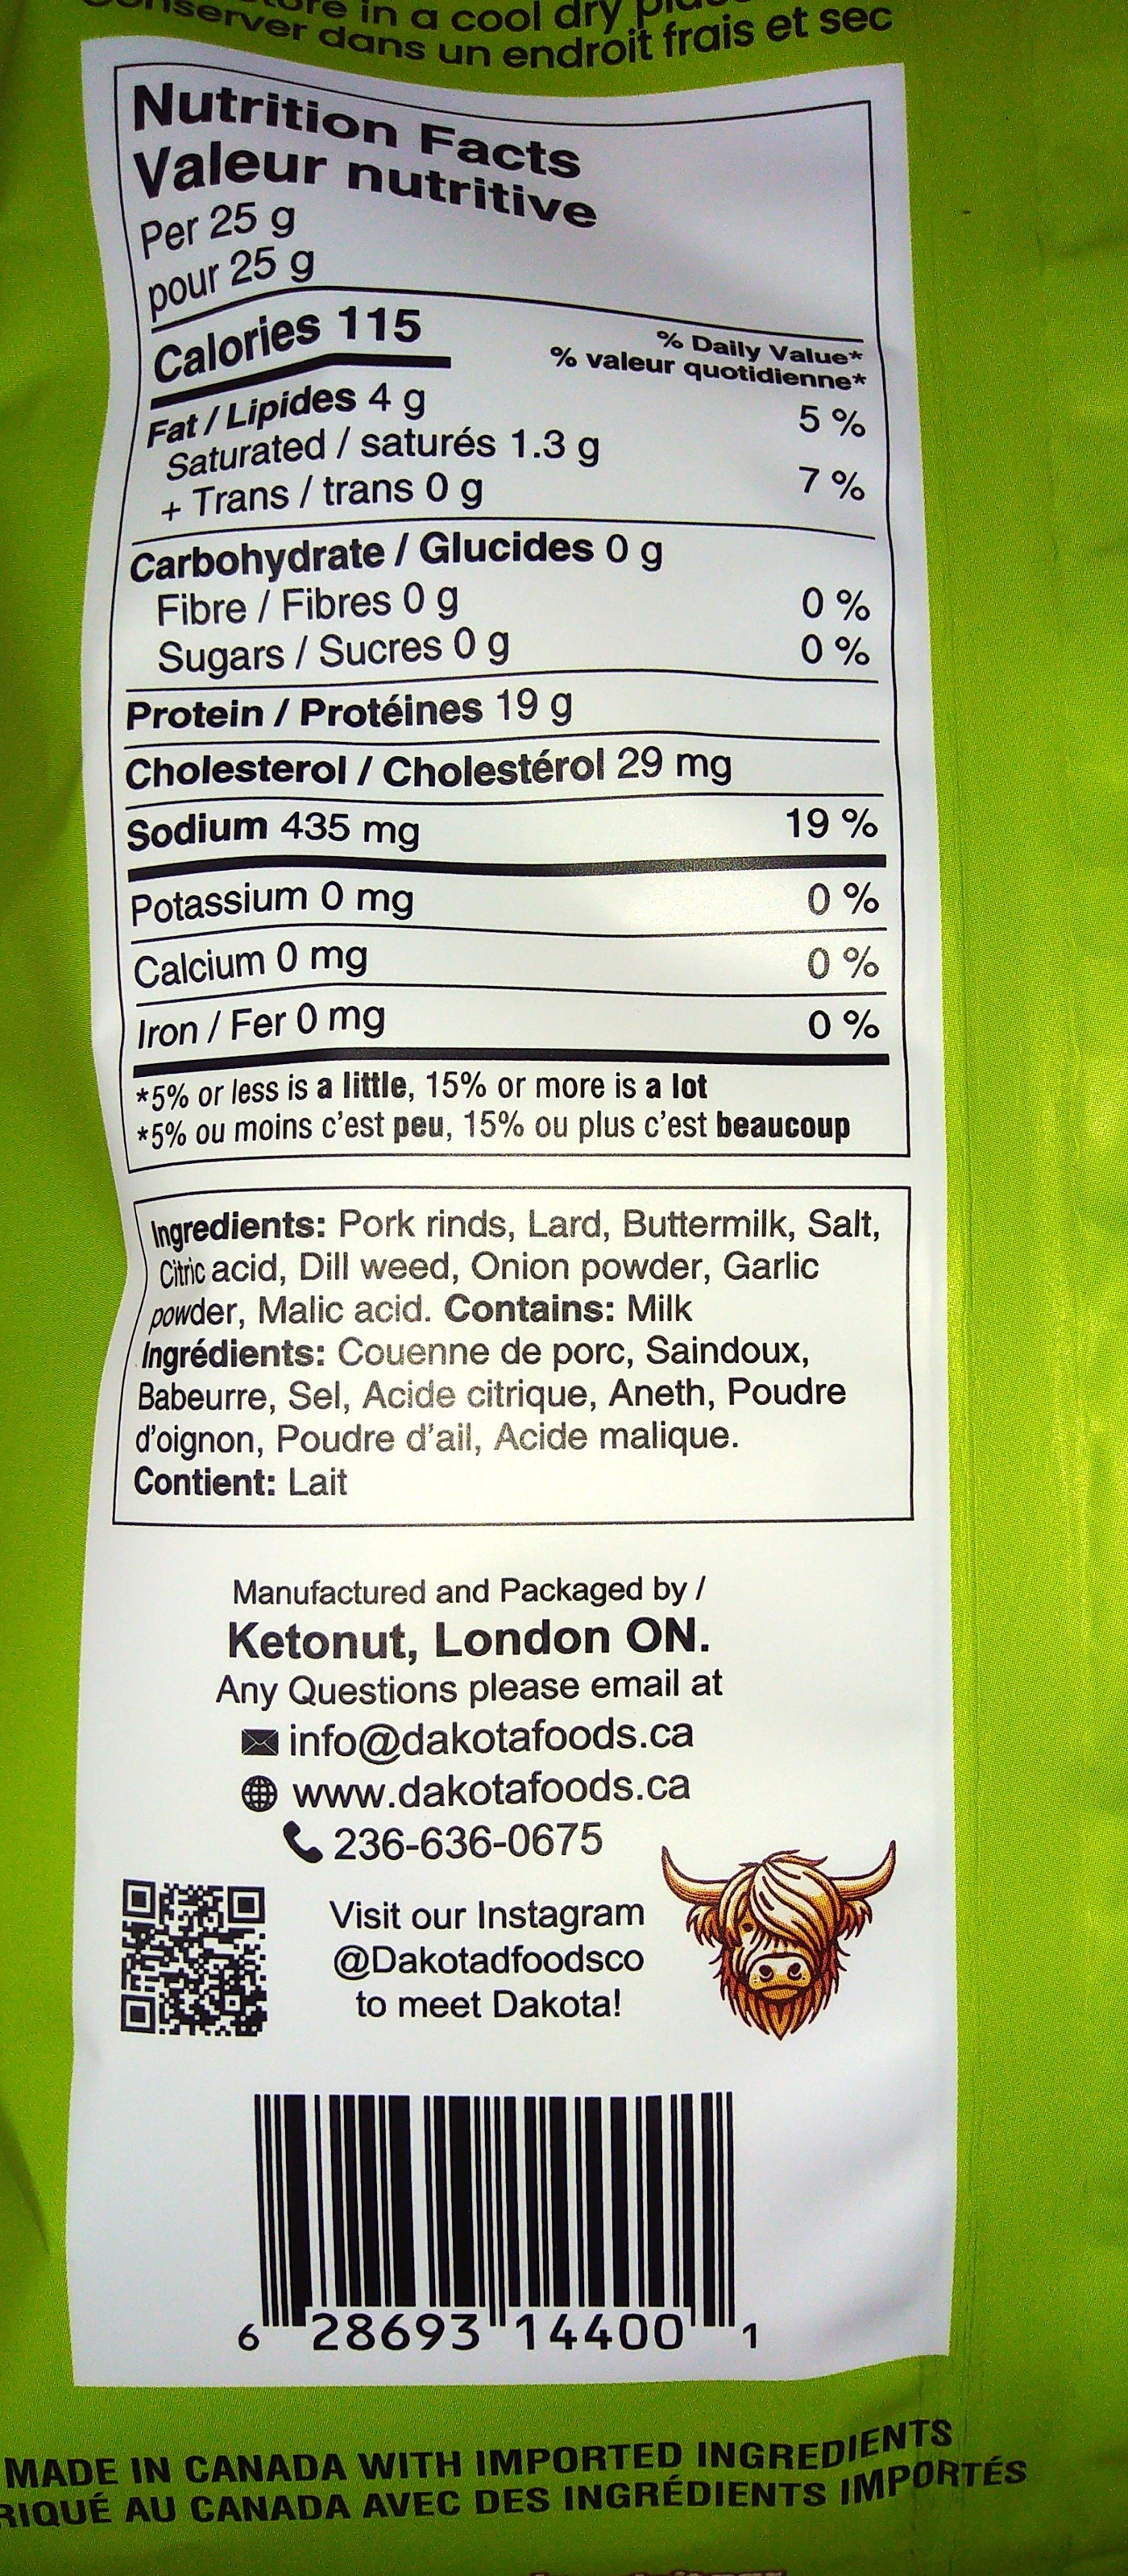 in a cool dry
dans un endroit frais et sec
Nutrition Facts
Valeur nutritive
Per 25 g
pour 25 g
Calories 115
% Daily Value*
% valeur quotidienne*
Fat / Lipides 4 g 5 %
Saturated / saturés 1.3 g
+ Trans / trans 0 g 7 %
Carbohydrate / Glucides 0 g
Fibre / Fibres 0 g 0 %
Sugars / Sucres 0 g 0 %
Protein / Protéines 19 g
Cholesterol / Cholestérol 29 mg
Sodium 435 mg 19 %
Potassium 0 mg 0 %
Calcium 0 mg 0 %
Iron / Fer 0 mg 0 %
*5% or less is a little, 15% or more is a lot
*5% ou moins c'est peu, 15% ou plus c'est beaucoup
Ingredients: Pork rinds, Lard, Buttermilk, Salt,
Citric acid, Dill weed, Onion powder, Garlic
powder, Malic acid. Contains: Milk
Ingrédients: Couenne de porc, Saindoux,
Babeurre, Sel, Acide citrique, Aneth, Poudre
d'oignon, Poudre d'ail, Acide malique.
Contient: Lait
Manufactured and Packaged by /
Ketonut, London ON.
Any Questions please email at
info@dakotafoods.ca
www.dakotafoods.ca
236-636-0675
Visit our Instagram
@Dakotadfoodsco
to meet Dakota!
6 28693 14400 1
MADE IN CANADA WITH IMPORTED INGREDIENTS
AU CANADA AVEC DES INGRÉDIENTS IMPORTÉS